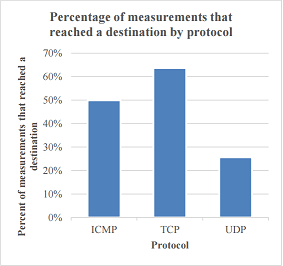 Percentage of measurements that
reached a destination by protocol
Percent of measurements that reached a
destination
70%
60%
50%
40%
30%
20%
10%
0%
ICMP TCP UDP
Protocol